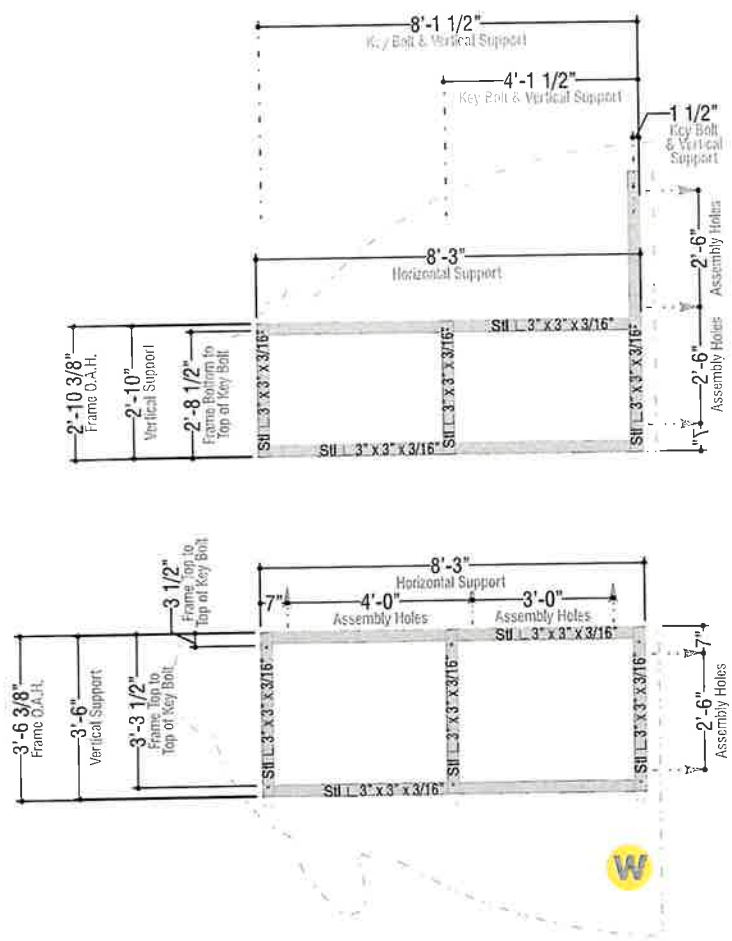 8'-1 1/2"
Key Bolt & Vertical Support
4'-1 1/2"
Key Bolt & Vertical Support
1 1/2"
Key Bolt
& Vertical
Support
8'-3"
Horizontal Support
2'-6"
Assembly Holes
2'-6"
Assembly Holes
7"
2'-10 3/8"
Frame O.A.H.
2'-10"
Vertical Support
2'-8 1/2"
Frame Bottom to
Top of Key Bolt
Stl L 3" x 3" x 3/16"
Stl L 3" x 3" x 3/16"
Stl L 3" x 3" x 3/16"
Stl L 3" x 3" x 3/16"
Stl L 3" x 3" x 3/16"
3 1/2"
Frame Top to
Top of Key Bolt
8'-3"
Horizontal Support
7"
4'-0"
Assembly Holes
3'-0"
Assembly Holes
7"
2'-6"
Assembly Holes
3'-6 3/8"
Frame O.A.H.
3'-6"
Vertical Support
3'-3 1/2"
Frame Top to
Top of Key Bolt
Stl L 3" x 3" x 3/16"
Stl L 3" x 3" x 3/16"
Stl L 3" x 3" x 3/16"
Stl L 3" x 3" x 3/16"
Stl L 3" x 3" x 3/16"
W